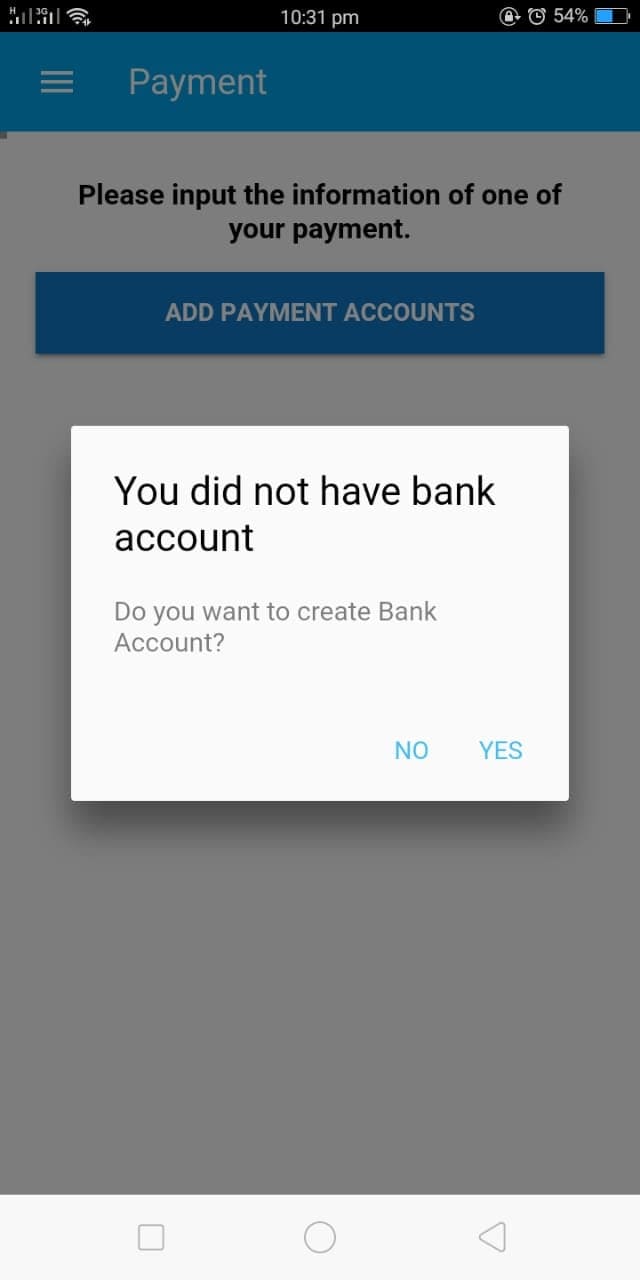 H 3G 10:31 pm 54%
Payment
Please input the information of one of
your payment.
ADD PAYMENT ACCOUNTS
You did not have bank
account
Do you want to create Bank
Account?
NO YES